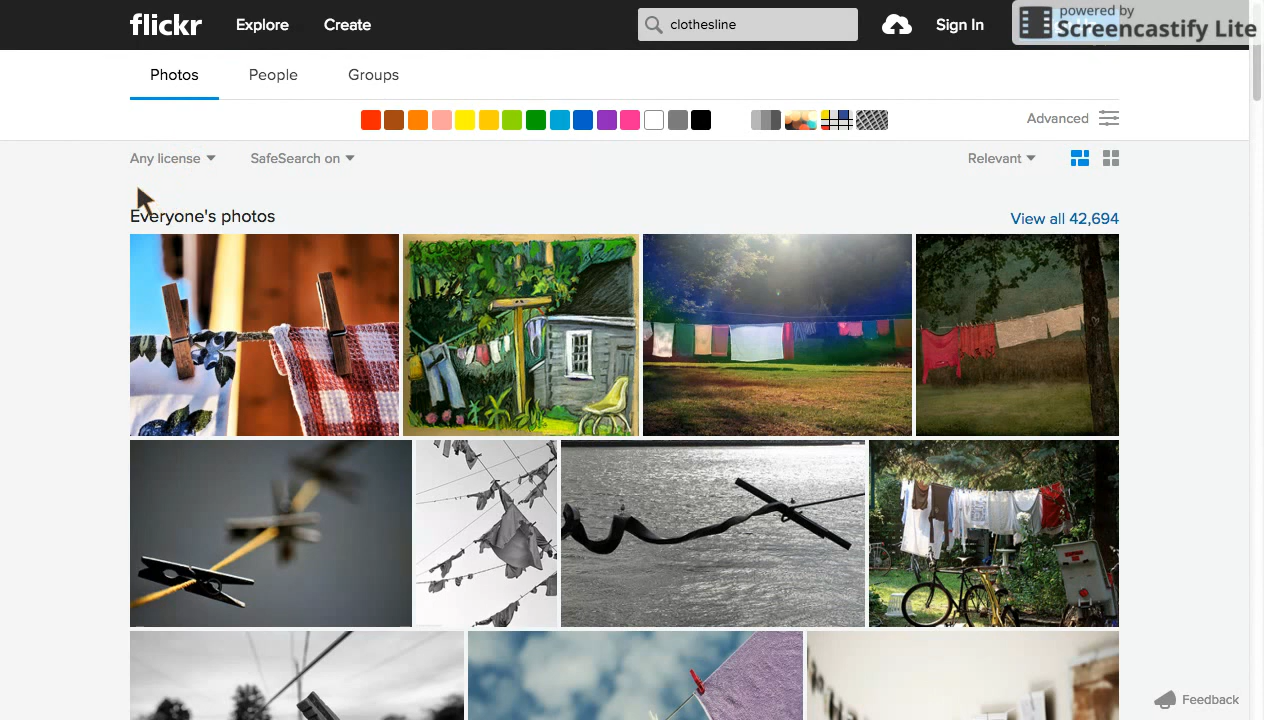 flickr Explore Create clothesline Sign In
powered by
Screencastify Lite
Photos People Groups
Advanced
Any license SafeSearch on Relevant
Everyone's photos View all 42,694
Feedback